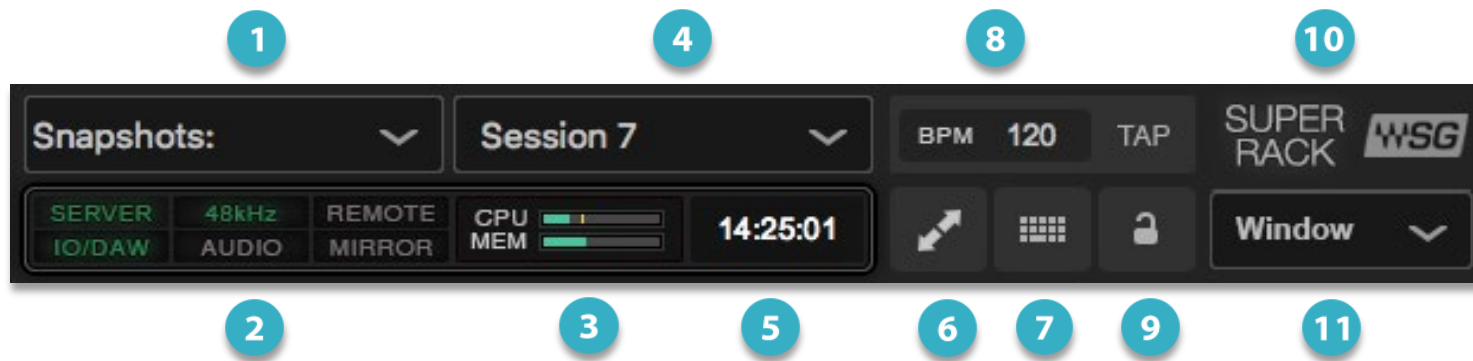 1 4 8 10
Snapshots: Session 7 BPM 120 TAP SUPER RACK WSG
SERVER 48kHz REMOTE CPU 14:25:01 Window
IO/DAW AUDIO MIRROR MEM
2 3 5 6 7 9 11